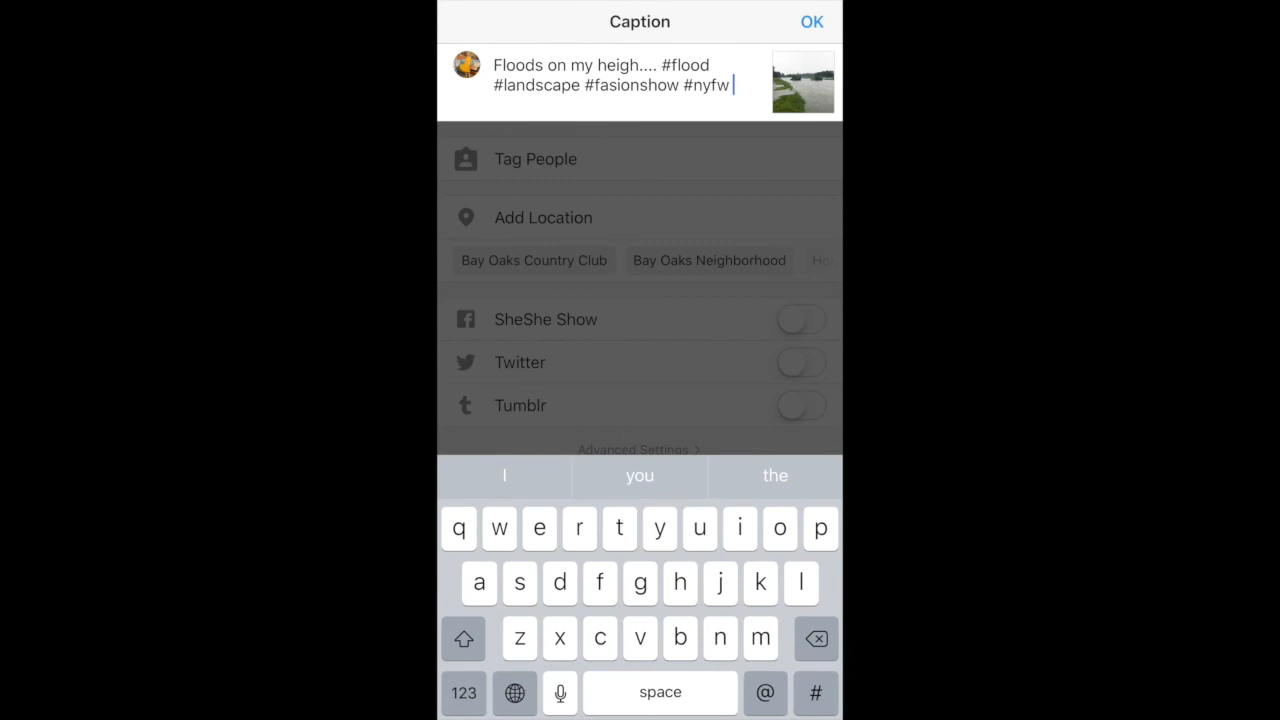 Caption
OK
Floods on my heigh.... #flood
#landscape #fasionshow #nyfw
Tag People
Add Location
Bay Oaks Country Club
Bay Oaks Neighborhood
SheShe Show
Twitter
Tumblr
Advanced Settings >
I you the
q w e r t y u i o p
a s d f g h j k l
z x c v b n m
123 space @ #